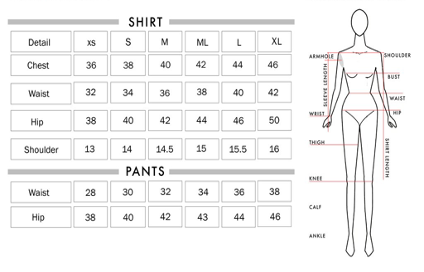 SHIRT
Detail xs S M ML L XL
Chest 36 38 40 42 44 46
Waist 32 34 36 38 40 42
Hip 38 40 42 44 46 50
Shoulder 13 14 14.5 15 15.5 16
PANTS
Waist 28 30 32 34 36 38
Hip 38 40 42 43 44 46
ARMHOLE
SHOULDER
SLEEVE LENGTH
BUST
WAIST
WRIST
HIP
THIGH
SHIRT LENGTH
KNEE
CALF
ANKLE